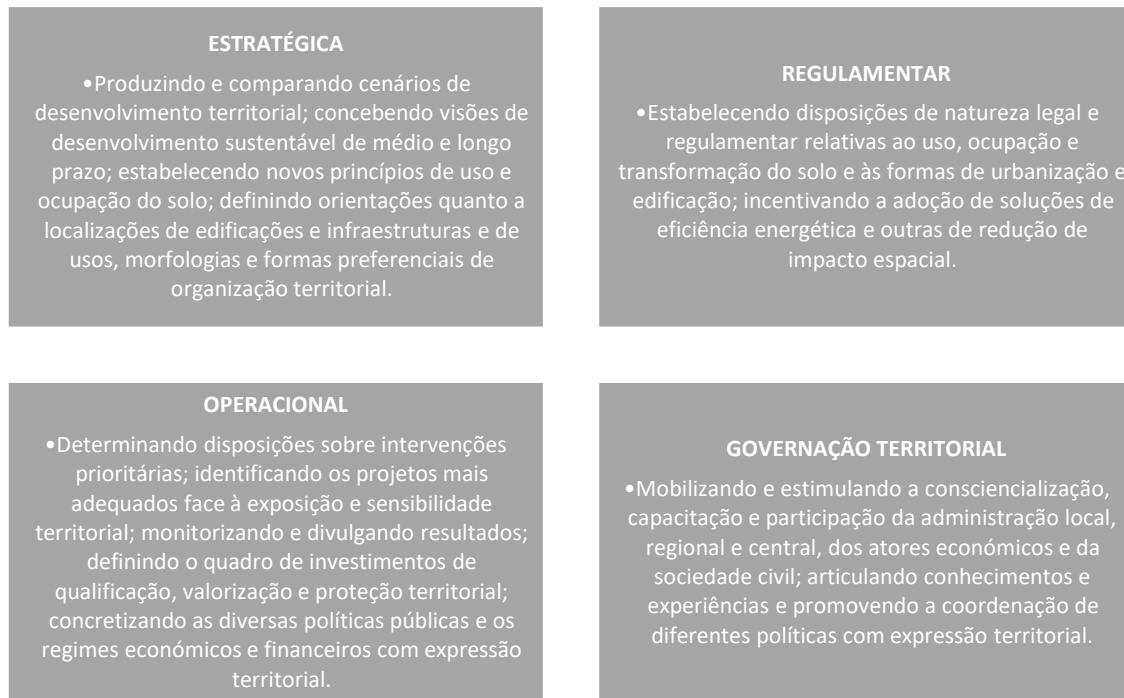 ESTRATÉGICA
•Produzindo e comparando cenários de
desenvolvimento territorial; concebendo visões de
desenvolvimento sustentável de médio e longo
prazo; estabelecendo novos princípios de uso e
ocupação do solo; definindo orientações quanto a
localizações de edificações e infraestruturas e de
usos, morfologias e formas preferenciais de
organização territorial.
REGULAMENTAR
•Estabelecendo disposições de natureza legal e
regulamentar relativas ao uso, ocupação e
transformação do solo e às formas de urbanização e
edificação; incentivando a adoção de soluções de
eficiência energética e outras de redução de
impacto espacial.
OPERACIONAL
•Determinando disposições sobre intervenções
prioritárias; identificando os projetos mais
adequados face à exposição e sensibilidade
territorial; monitorizando e divulgando resultados;
definindo o quadro de investimentos de
qualificação, valorização e proteção territorial;
concretizando as diversas políticas públicas e os
regimes económicos e financeiros com expressão
territorial.
GOVERNAÇÃO TERRITORIAL
•Mobilizando e estimulando a consciencialização,
capacitação e participação da administração local,
regional e central, dos atores económicos e da
sociedade civil; articulando conhecimentos e
experiências e promovendo a coordenação de
diferentes políticas com expressão territorial.